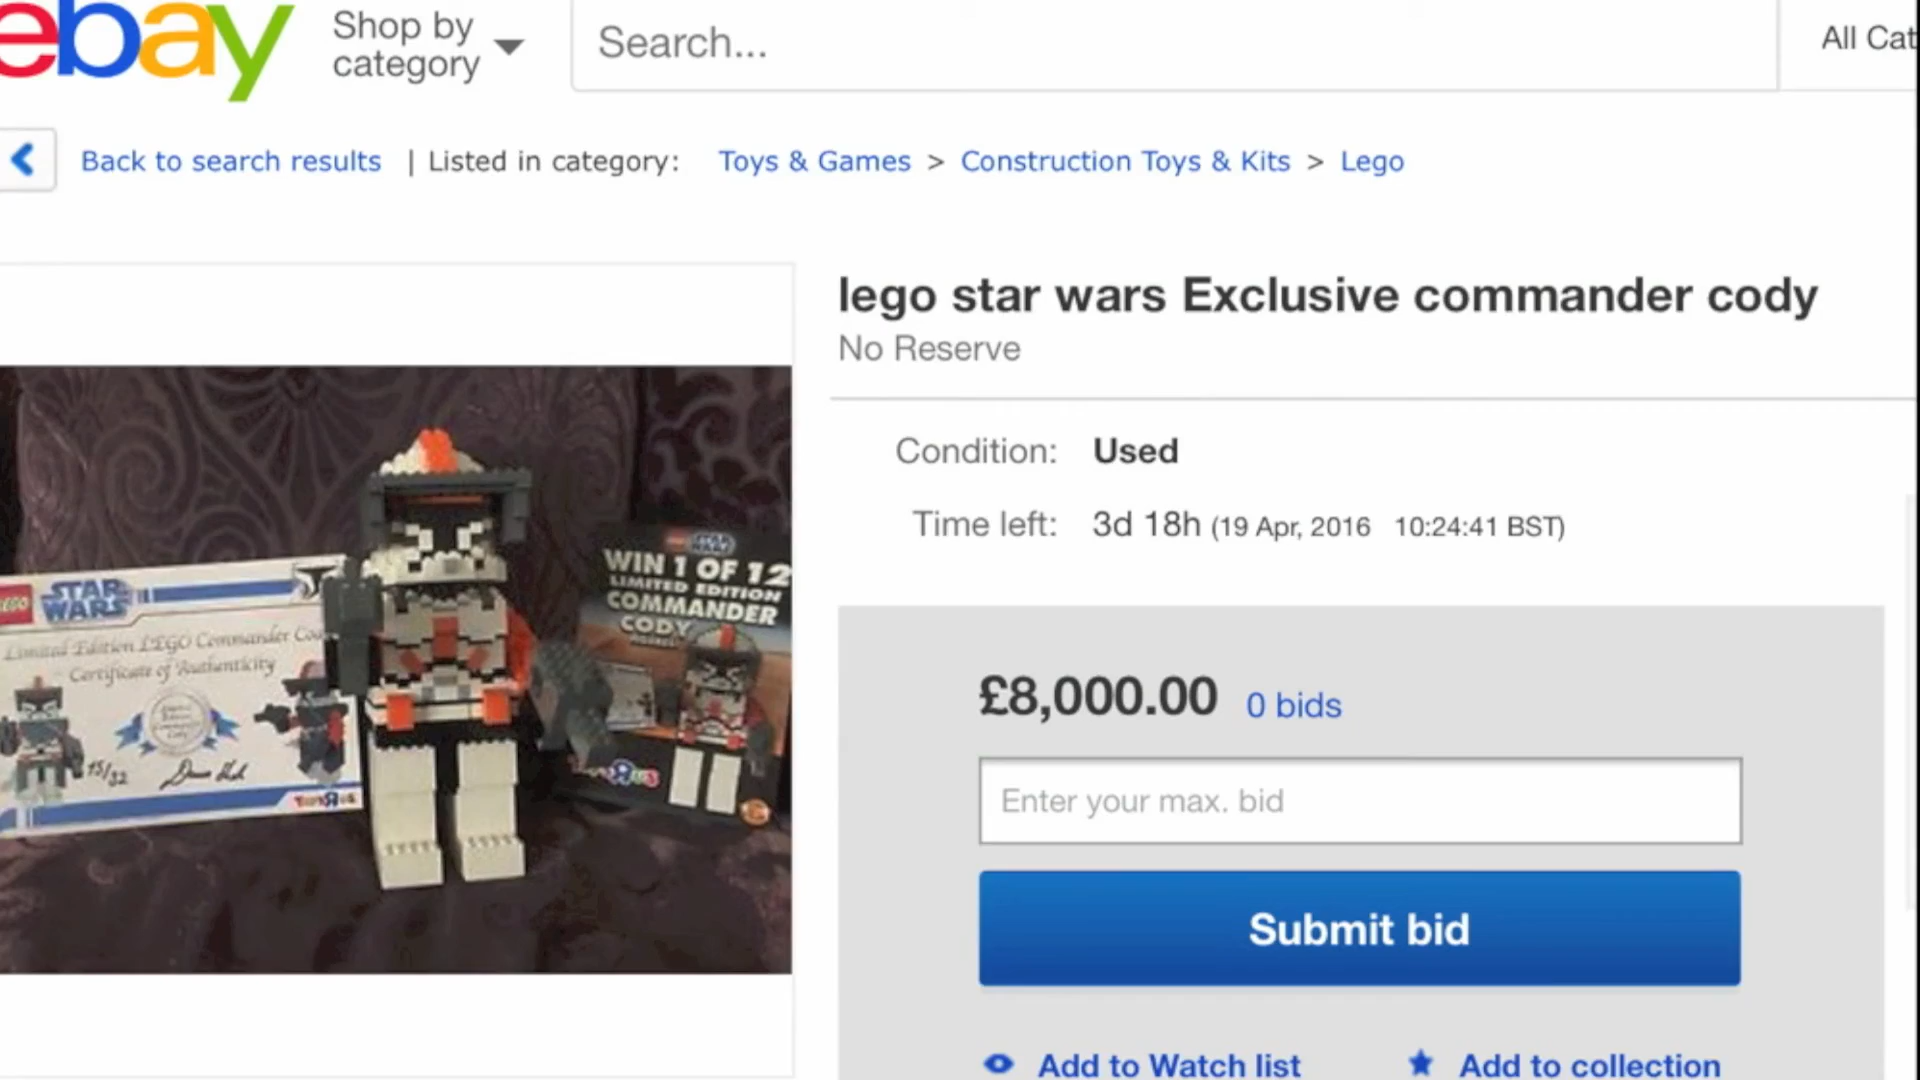 ebay
Shop by
category
Search...
All Cat
Back to search results | Listed in category: Toys & Games > Construction Toys & Kits > Lego
lego star wars Exclusive commander cody
No Reserve
Condition: Used
Time left: 3d 18h (19 Apr, 2016 10:24:41 BST)
£8,000.00 0 bids
Enter your max. bid
Submit bid
Add to Watch list
Add to collection
LEGO
STAR
WARS
Limited Edition LEGO Commander
Certificate of Authenticity
STAR
WARS
WIN 1 OF 12
LIMITED EDITION
COMMANDER
CODY